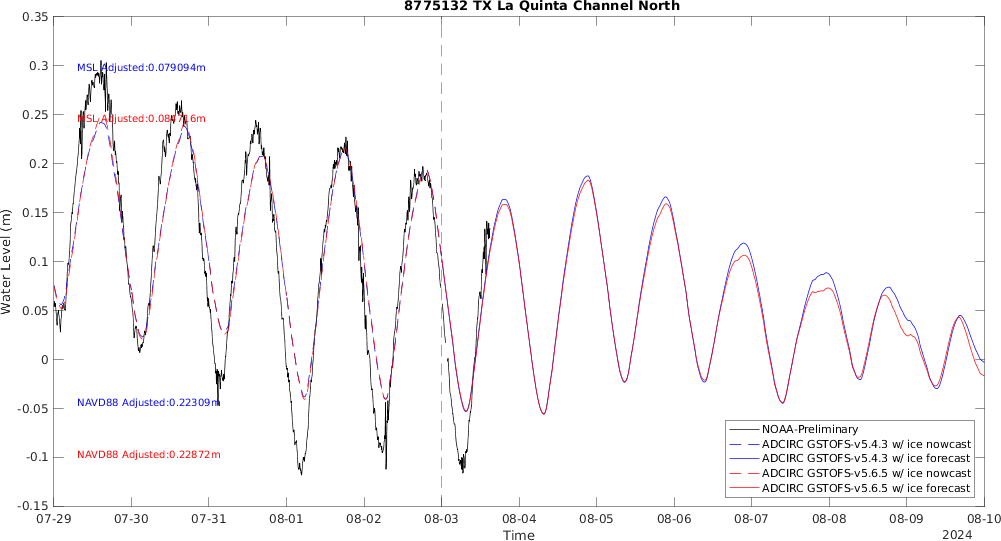 8775132 TX La Quinta Channel North
0.35
0.3
0.25
0.2
0.15
0.1
0.05
0
-0.05
-0.1
-0.15
Water Level (m)
MSL Adjusted:0.079094m
MSL Adjusted:0.084716m
NAVD88 Adjusted:0.22309m
NAVD88 Adjusted:0.22872m
NOAA-Preliminary
ADCIRC GSTOFS-v5.4.3 w/ ice nowcast
ADCIRC GSTOFS-v5.4.3 w/ ice forecast
ADCIRC GSTOFS-v5.6.5 w/ ice nowcast
ADCIRC GSTOFS-v5.6.5 w/ ice forecast
07-29 07-30 07-31 08-01 08-02 08-03 08-04 08-05 08-06 08-07 08-08 08-09 08-10
Time
2024